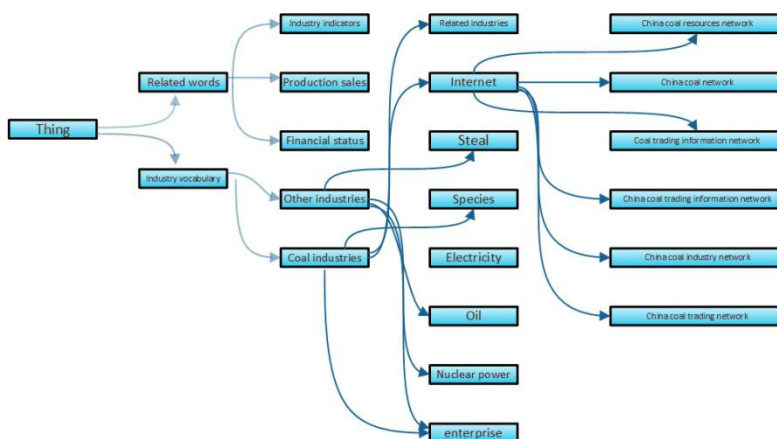 Industry indicators
Related industries
China coal resources network
Related words
Production sales
Internet
China coal network
Thing
Financial status
Steal
Coal trading information network
Industry vocabulary
Other industries
Species
China coal trading information network
Coal industries
Electricity
China coal industry network
Oil
China coal trading network
Nuclear power
enterprise